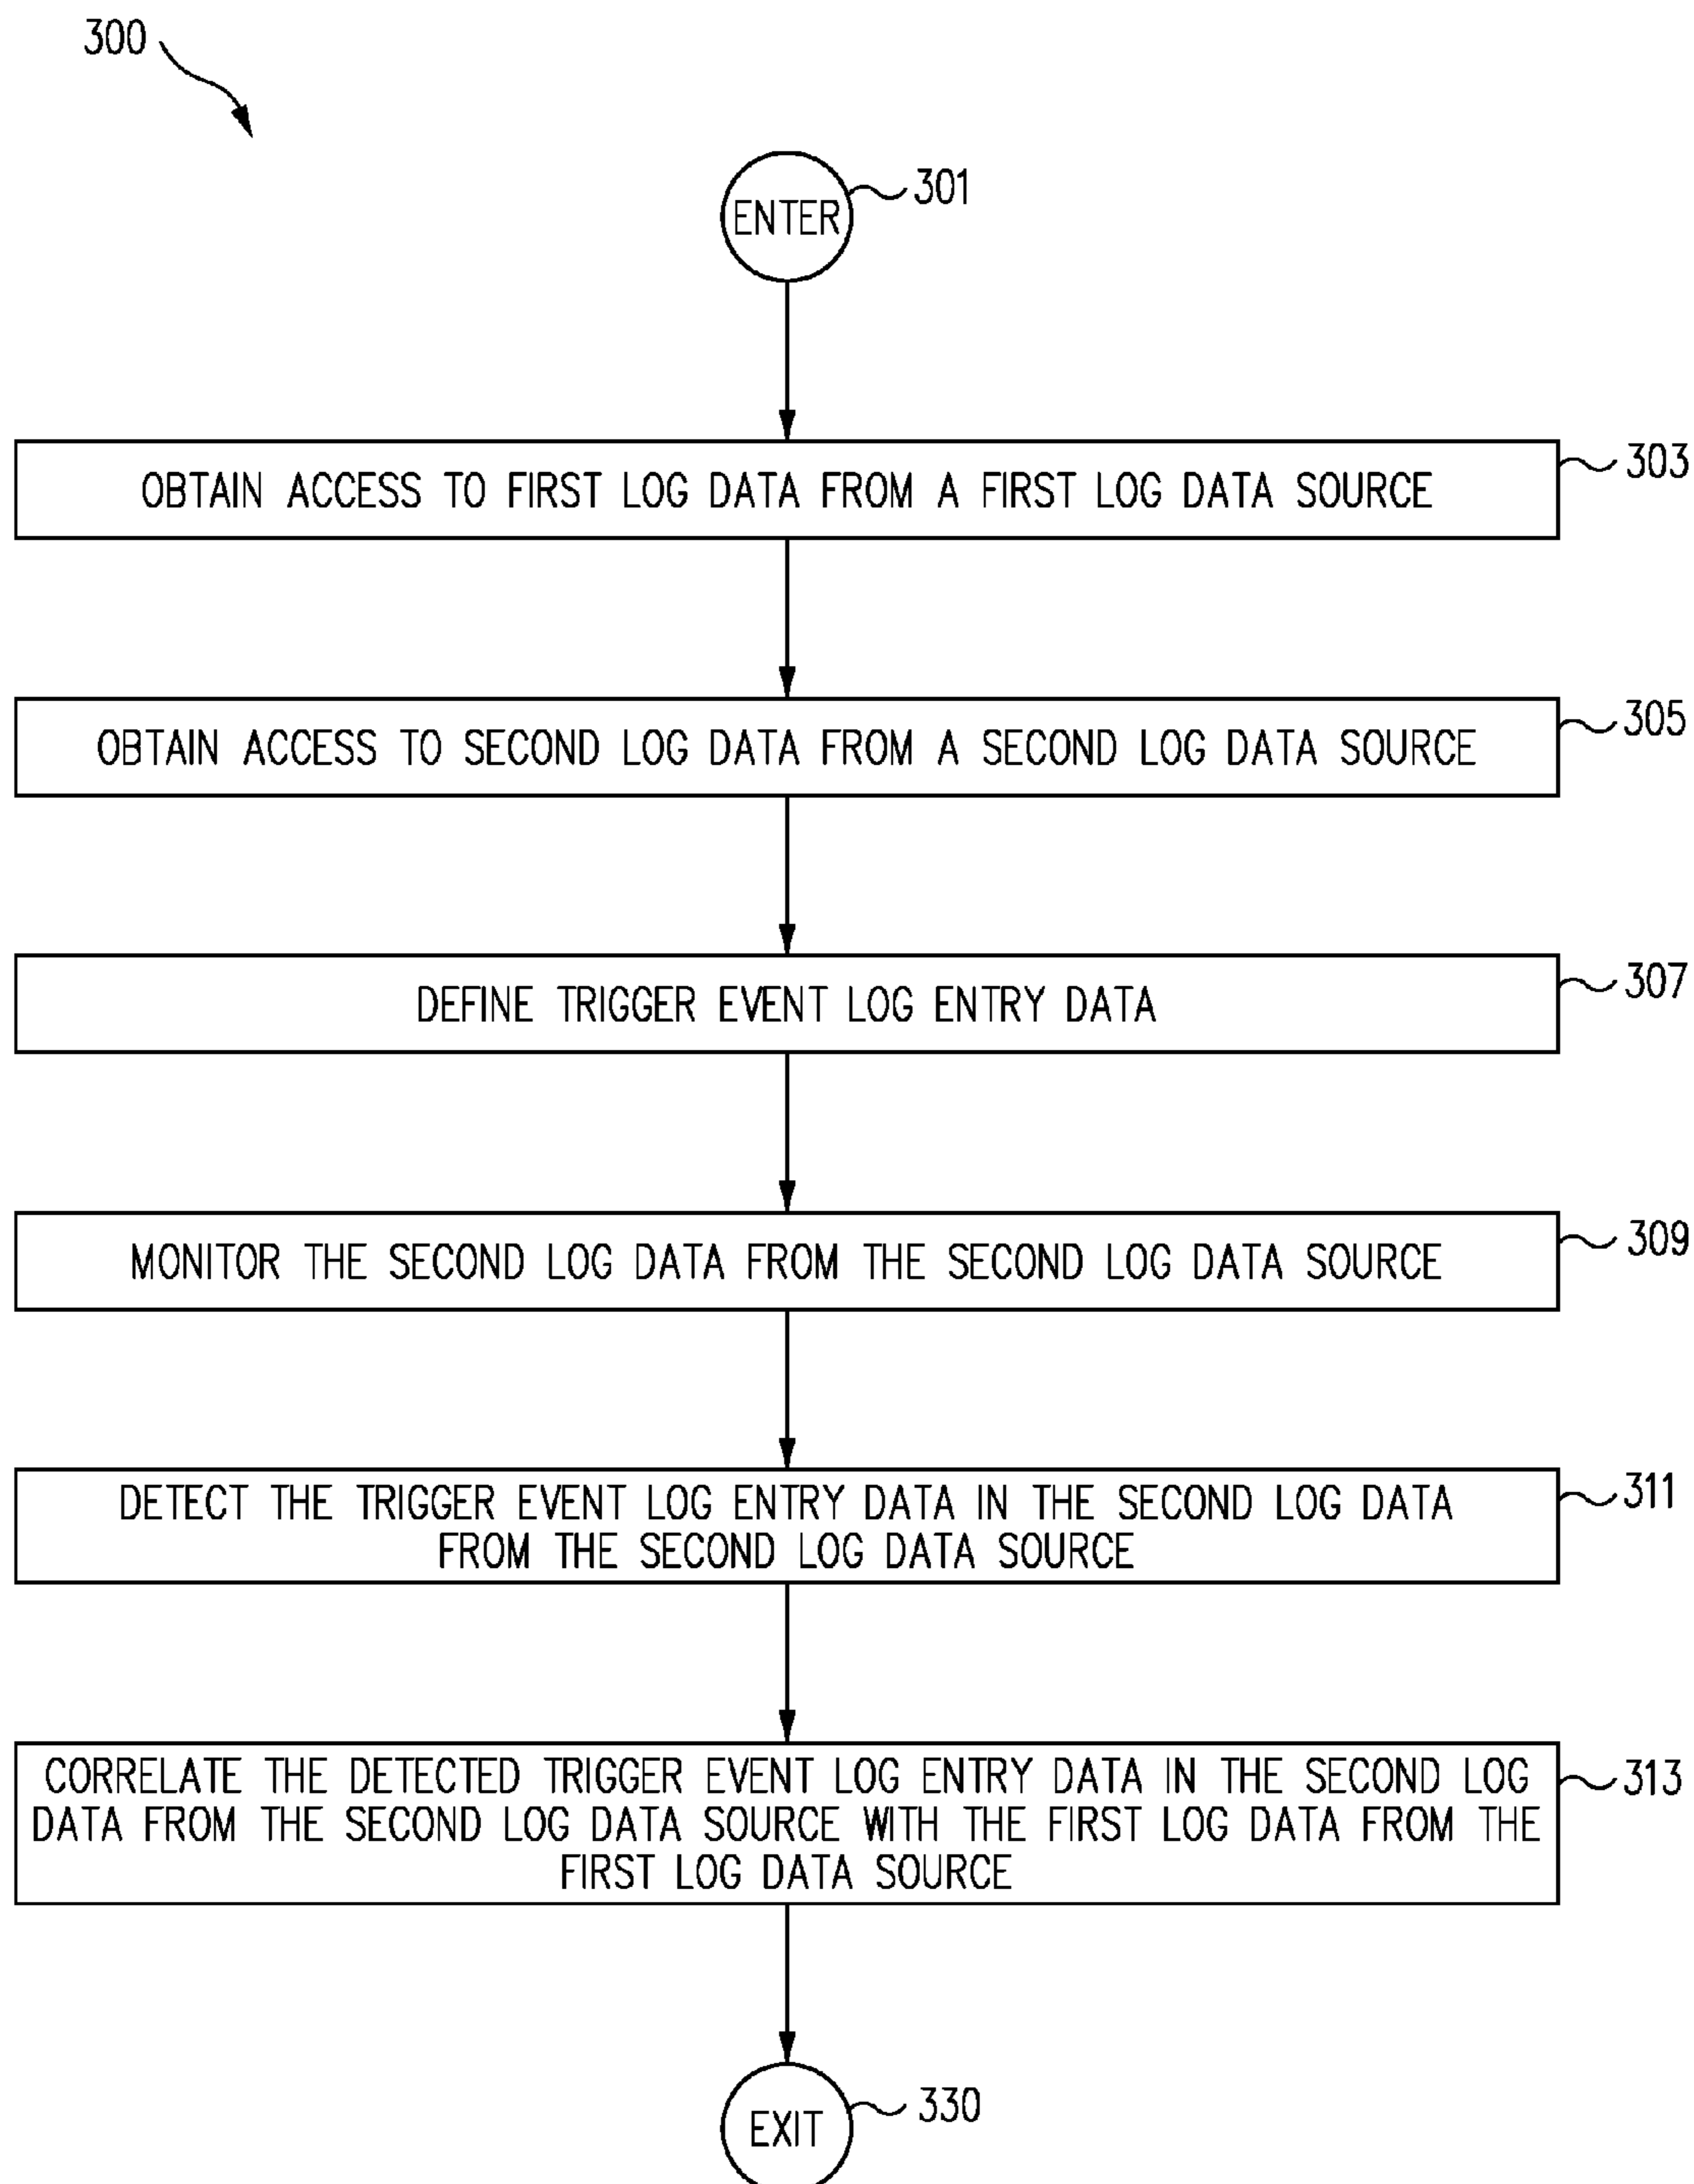 300
ENTER
301
OBTAIN ACCESS TO FIRST LOG DATA FROM A FIRST LOG DATA SOURCE
303
OBTAIN ACCESS TO SECOND LOG DATA FROM A SECOND LOG DATA SOURCE
305
DEFINE TRIGGER EVENT LOG ENTRY DATA
307
MONITOR THE SECOND LOG DATA FROM THE SECOND LOG DATA SOURCE
309
DETECT THE TRIGGER EVENT LOG ENTRY DATA IN THE SECOND LOG DATA
FROM THE SECOND LOG DATA SOURCE
311
CORRELATE THE DETECTED TRIGGER EVENT LOG ENTRY DATA IN THE SECOND LOG
DATA FROM THE SECOND LOG DATA SOURCE WITH THE FIRST LOG DATA FROM THE
FIRST LOG DATA SOURCE
313
EXIT
330